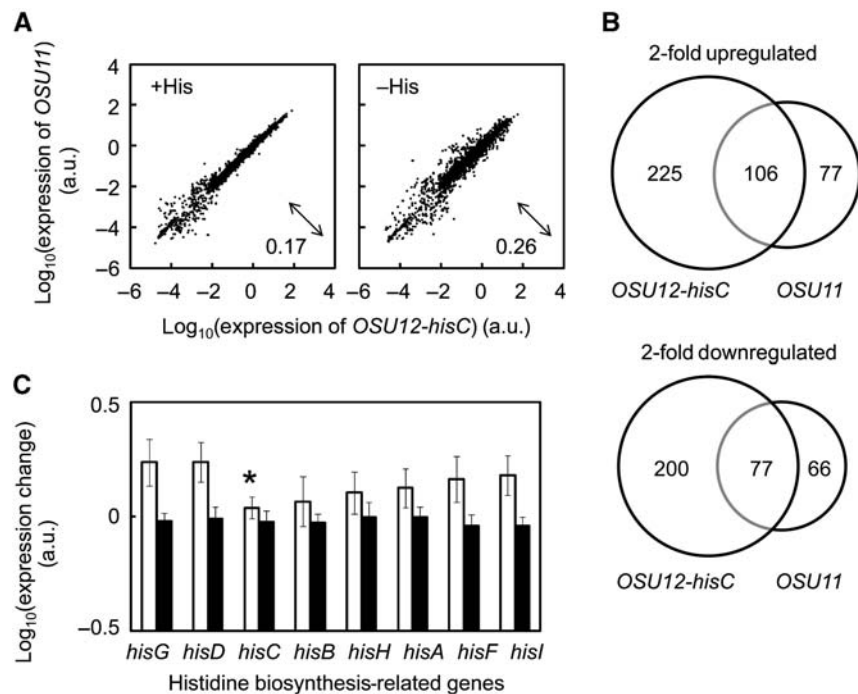 A
Log10(expression of OSU11)
(a.u.)
4
2
0
−2
−4
−6
+His
0.17
−His
0.26
−6 −4 −2 0 2 4
−6 −4 −2 0 2 4
Log10(expression of OSU12-hisC) (a.u.)
B
2-fold upregulated
225 106 77
OSU12-hisC OSU11
2-fold downregulated
200 77 66
OSU12-hisC OSU11
C
Log10(expression change)
(a.u.)
0.5
0
−0.5
*
hisG hisD hisC hisB hisH hisA hisF hisI
Histidine biosynthesis-related genes